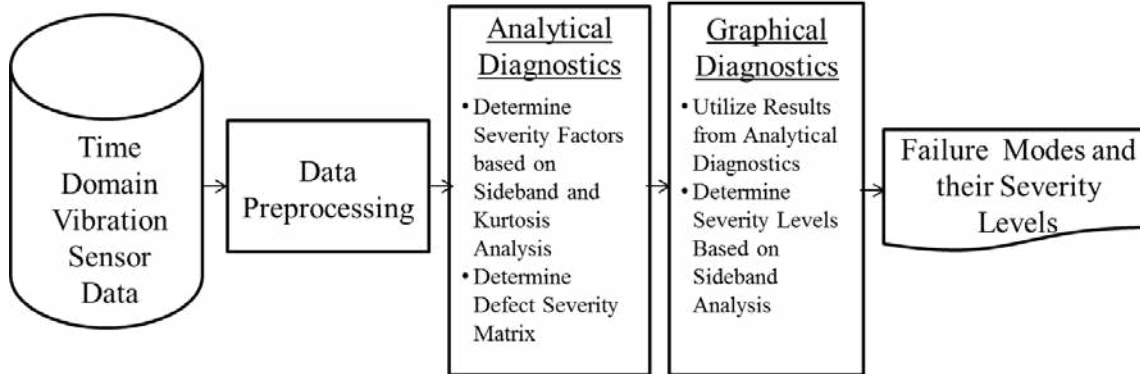 Time
Domain
Vibration
Sensor
Data
Data
Preprocessing
Analytical
Diagnostics
• Determine
Severity Factors
based on
Sideband and
Kurtosis
Analysis
• Determine
Defect Severity
Matrix
Graphical
Diagnostics
• Utilize Results
from Analytical
Diagnostics
• Determine
Severity Levels
Based on
Sideband
Analysis
Failure Modes and
their Severity
Levels